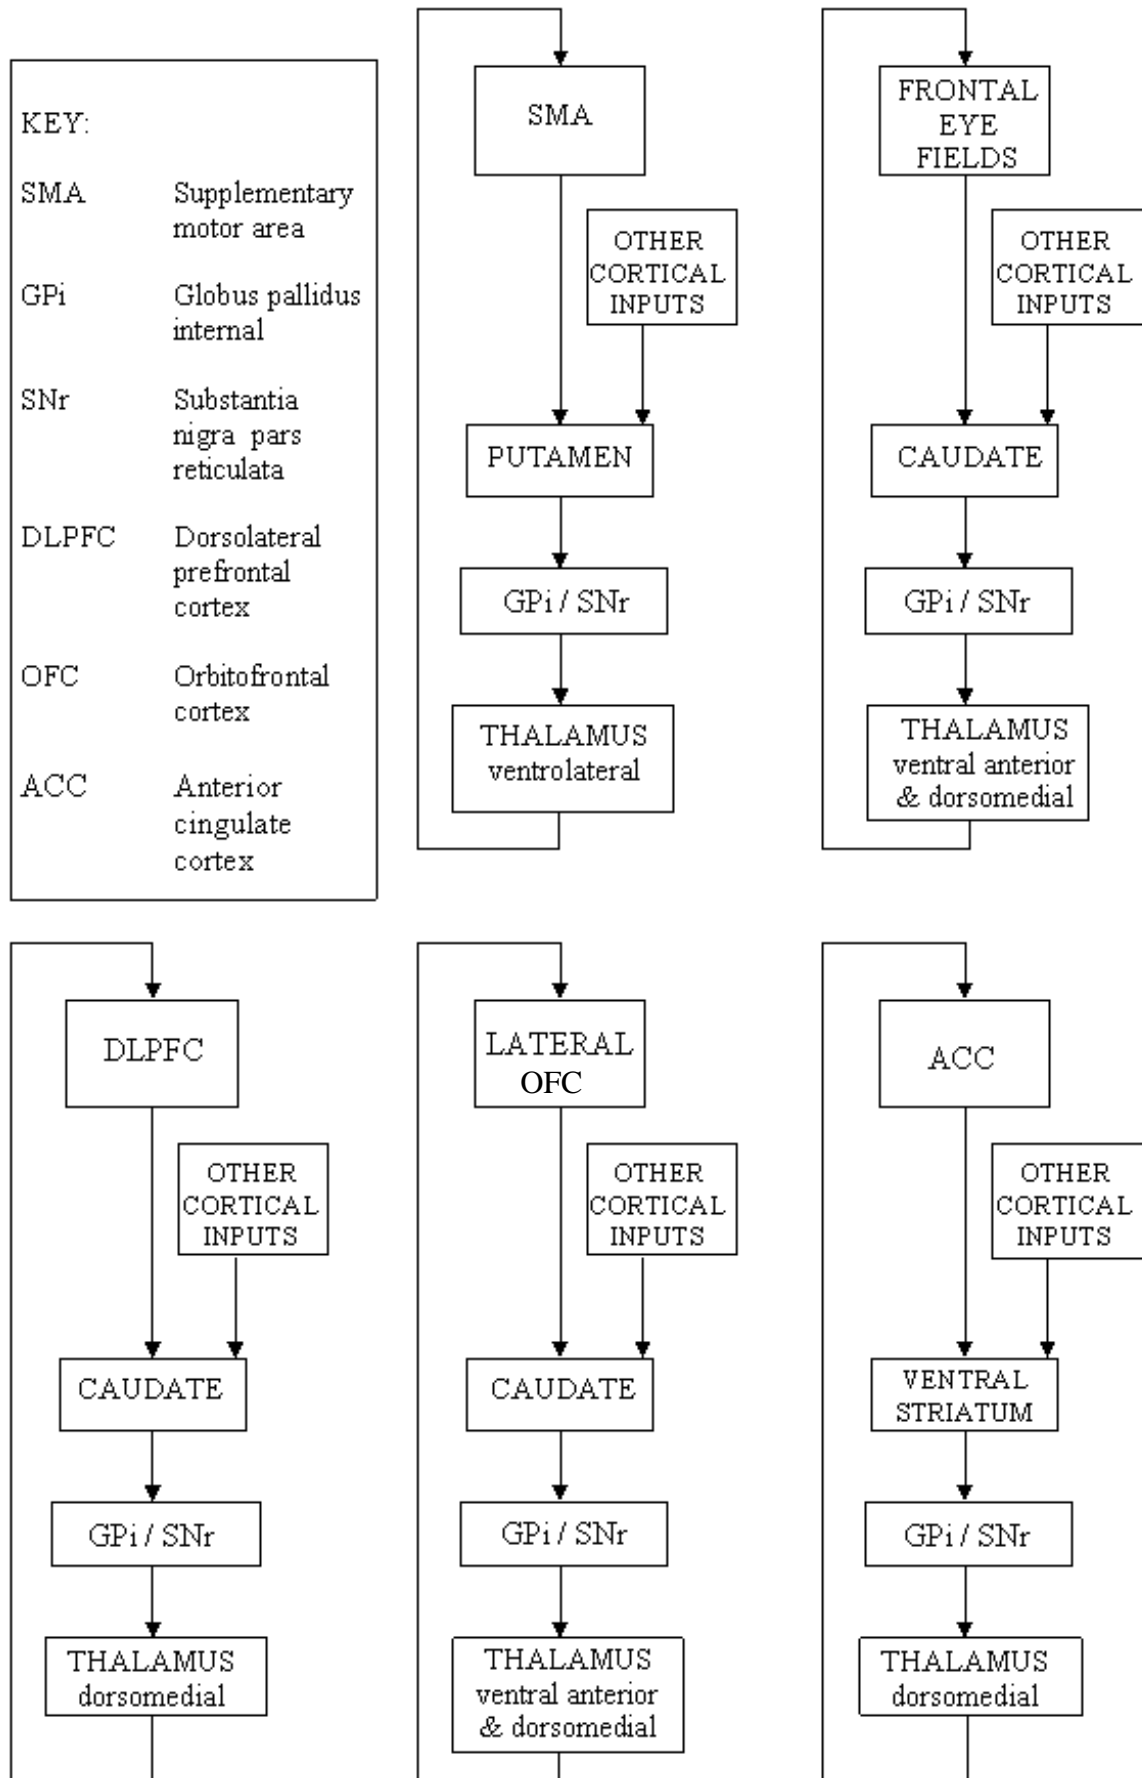 KEY:
SMA Supplementary
motor area
GPi Globus pallidus
internal
SNr Substantia
nigra pars
reticulata
DLPFC Dorsolateral
prefrontal
cortex
OFC Orbitofrontal
cortex
ACC Anterior
cingulate
cortex
SMA
OTHER
CORTICAL
INPUTS
PUTAMEN
GPi / SNr
THALAMUS
ventrolateral
FRONTAL
EYE
FIELDS
OTHER
CORTICAL
INPUTS
CAUDATE
GPi / SNr
THALAMUS
ventral anterior
& dorsomedial
DLPFC
OTHER
CORTICAL
INPUTS
CAUDATE
GPi / SNr
THALAMUS
dorsomedial
LATERAL
OFC
OTHER
CORTICAL
INPUTS
CAUDATE
GPi / SNr
THALAMUS
ventral anterior
& dorsomedial
ACC
OTHER
CORTICAL
INPUTS
VENTRAL
STRIATUM
GPi / SNr
THALAMUS
dorsomedial